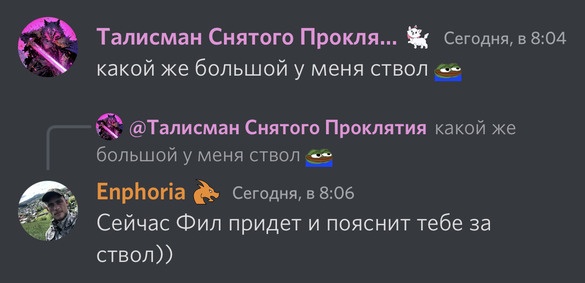 Талисман Снятого Прокля... Сегодня, в 8:04
какой же большой у меня ствол
@Талисман Снятого Проклятия какой же
большой у меня ствол
Enphoria Сегодня, в 8:06
Сейчас Фил придет и пояснит тебе за
ствол))